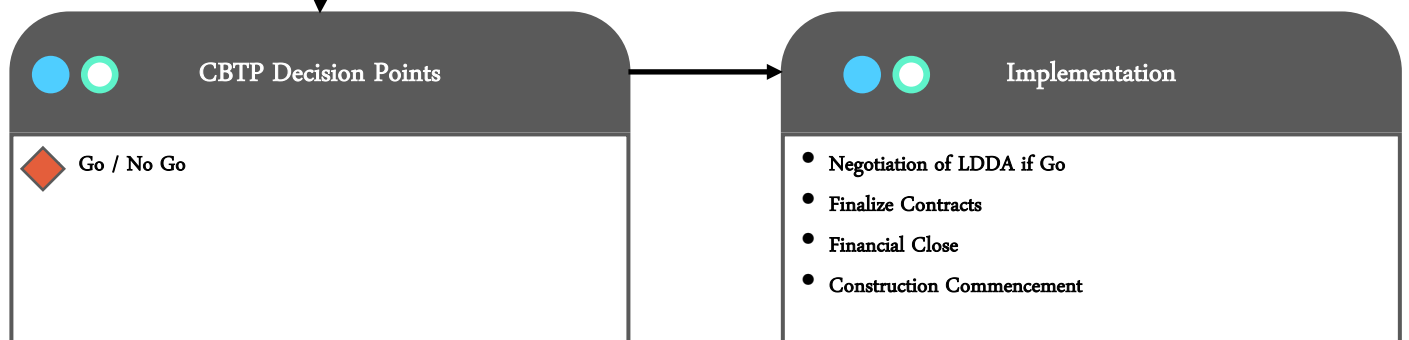 CBTP Decision Points
Go / No Go
Implementation
Negotiation of LDDA if Go
Finalize Contracts
Financial Close
Construction Commencement